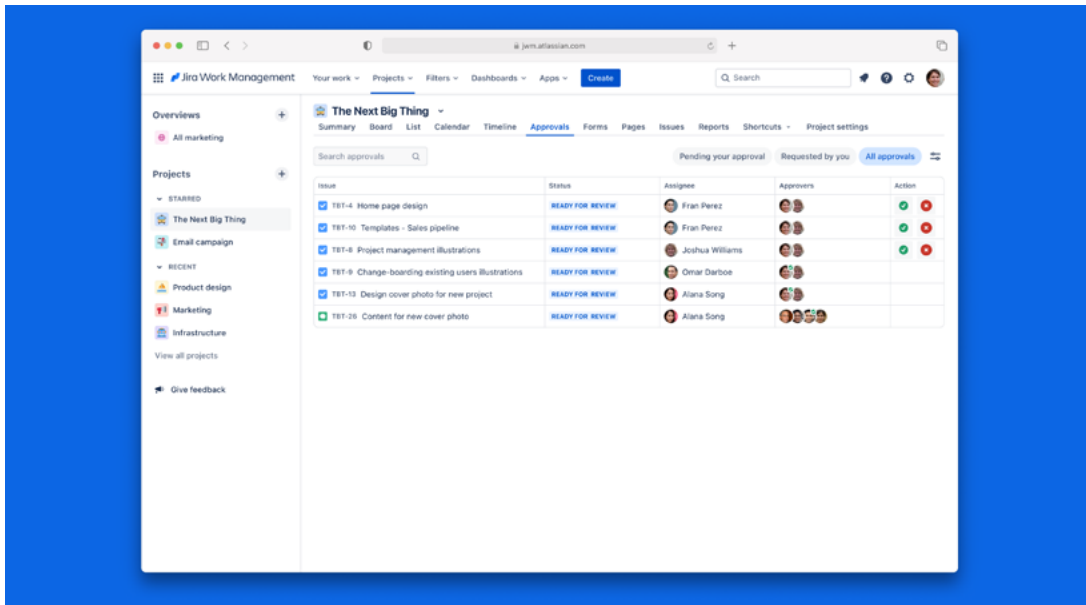 jwm.atlassian.com
Jira Work Management Your work Projects Filters Dashboards Apps Create Search
Overviews
All marketing
Projects
STARRED
The Next Big Thing
Email campaign
RECENT
Product design
Marketing
Infrastructure
View all projects
Give feedback
The Next Big Thing
Summary Board List Calendar Timeline Approvals Forms Pages Issues Reports Shortcuts Project settings
Search approvals Pending your approval Requested by you All approvals
Issue Status Assignee Approvers Action
TBT-4 Home page design READY FOR REVIEW Fran Perez
TBT-10 Templates - Sales pipeline READY FOR REVIEW Fran Perez
TBT-8 Project management illustrations READY FOR REVIEW Joshua Williams
TBT-9 Change-boarding existing users illustrations READY FOR REVIEW Omar Darboe
TBT-13 Design cover photo for new project READY FOR REVIEW Alana Song
TBT-26 Content for new cover photo READY FOR REVIEW Alana Song